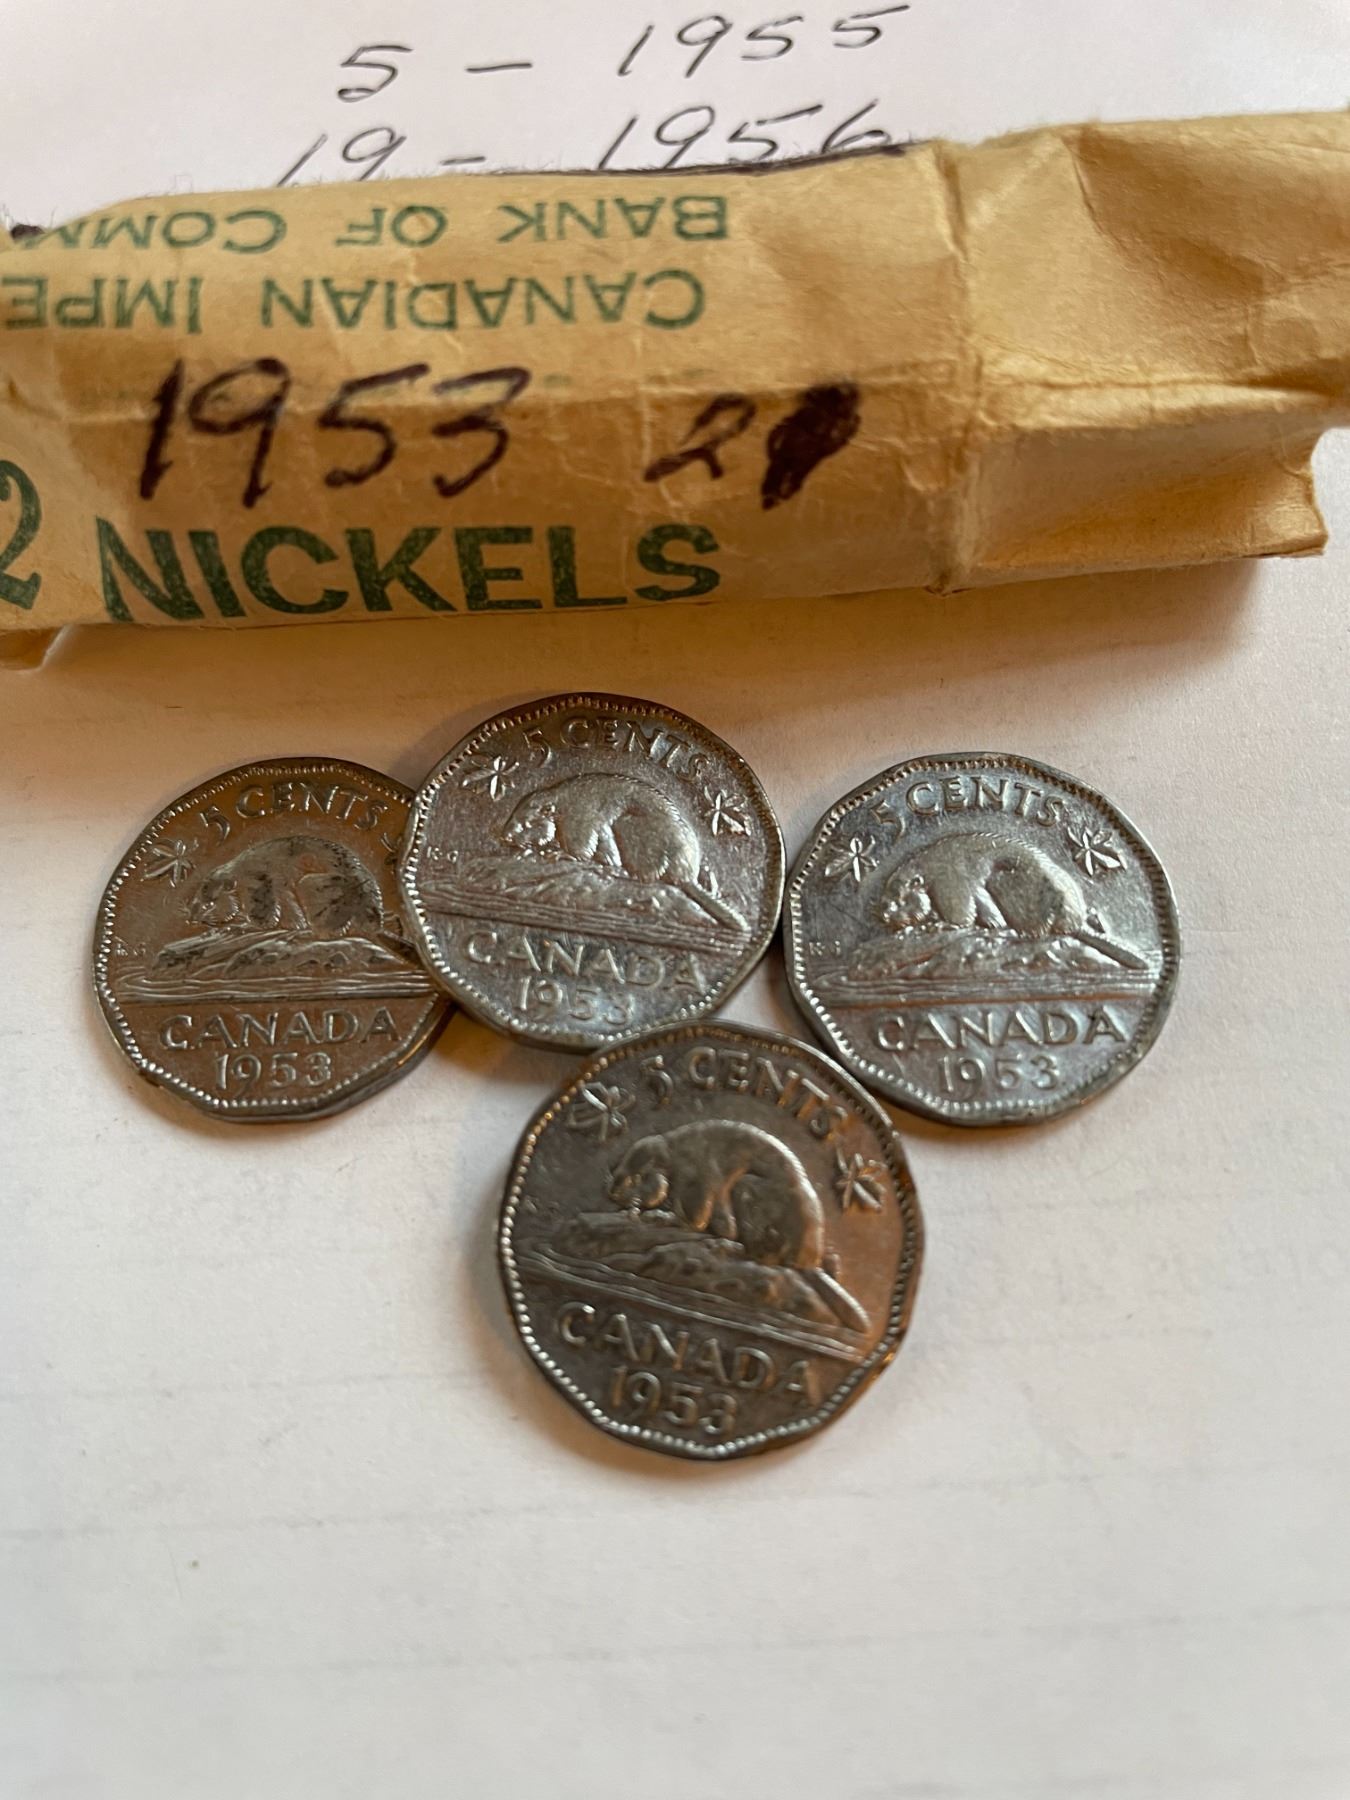 5 - 1955
19 - 1956
BANK OF COMM
CANADIAN IMPE
1953
2 NICKELS
5 CENTS
K G
CANADA
1953
5 CENTS
K G
CANADA
1953
5 CENTS
K G
CANADA
1953
5 CENTS
CANADA
1953